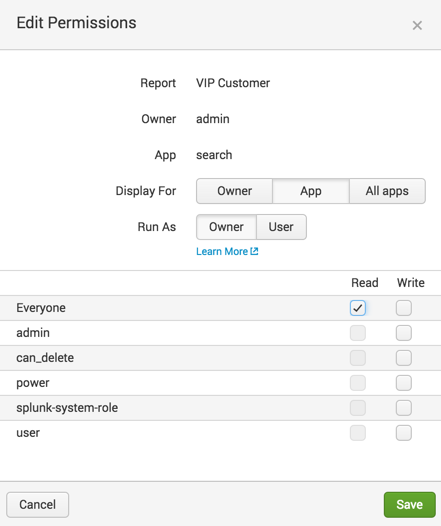 Edit Permissions ×
Report VIP Customer
Owner admin
App search
Display For Owner App All apps
Run As Owner User
Learn More
Read Write
Everyone
admin
can_delete
power
splunk-system-role
user
Cancel Save